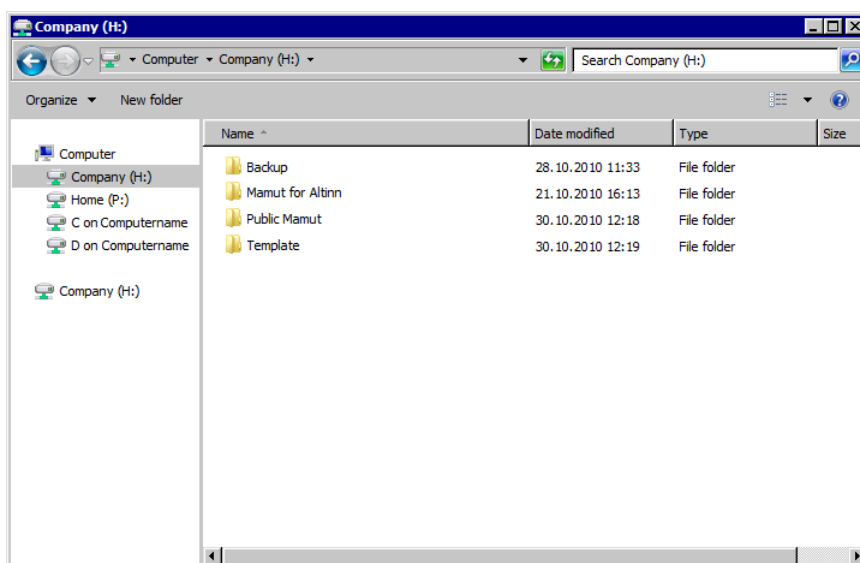 Company (H:)
Computer Company (H:) Search Company (H:)
Organize New folder
Name Date modified Type Size
Computer
Company (H:)
Home (P:)
C on Computername
D on Computername
Company (H:)
Backup 28.10.2010 11:33 File folder
Mamut for Altinn 21.10.2010 16:13 File folder
Public Mamut 30.10.2010 12:18 File folder
Template 30.10.2010 12:19 File folder